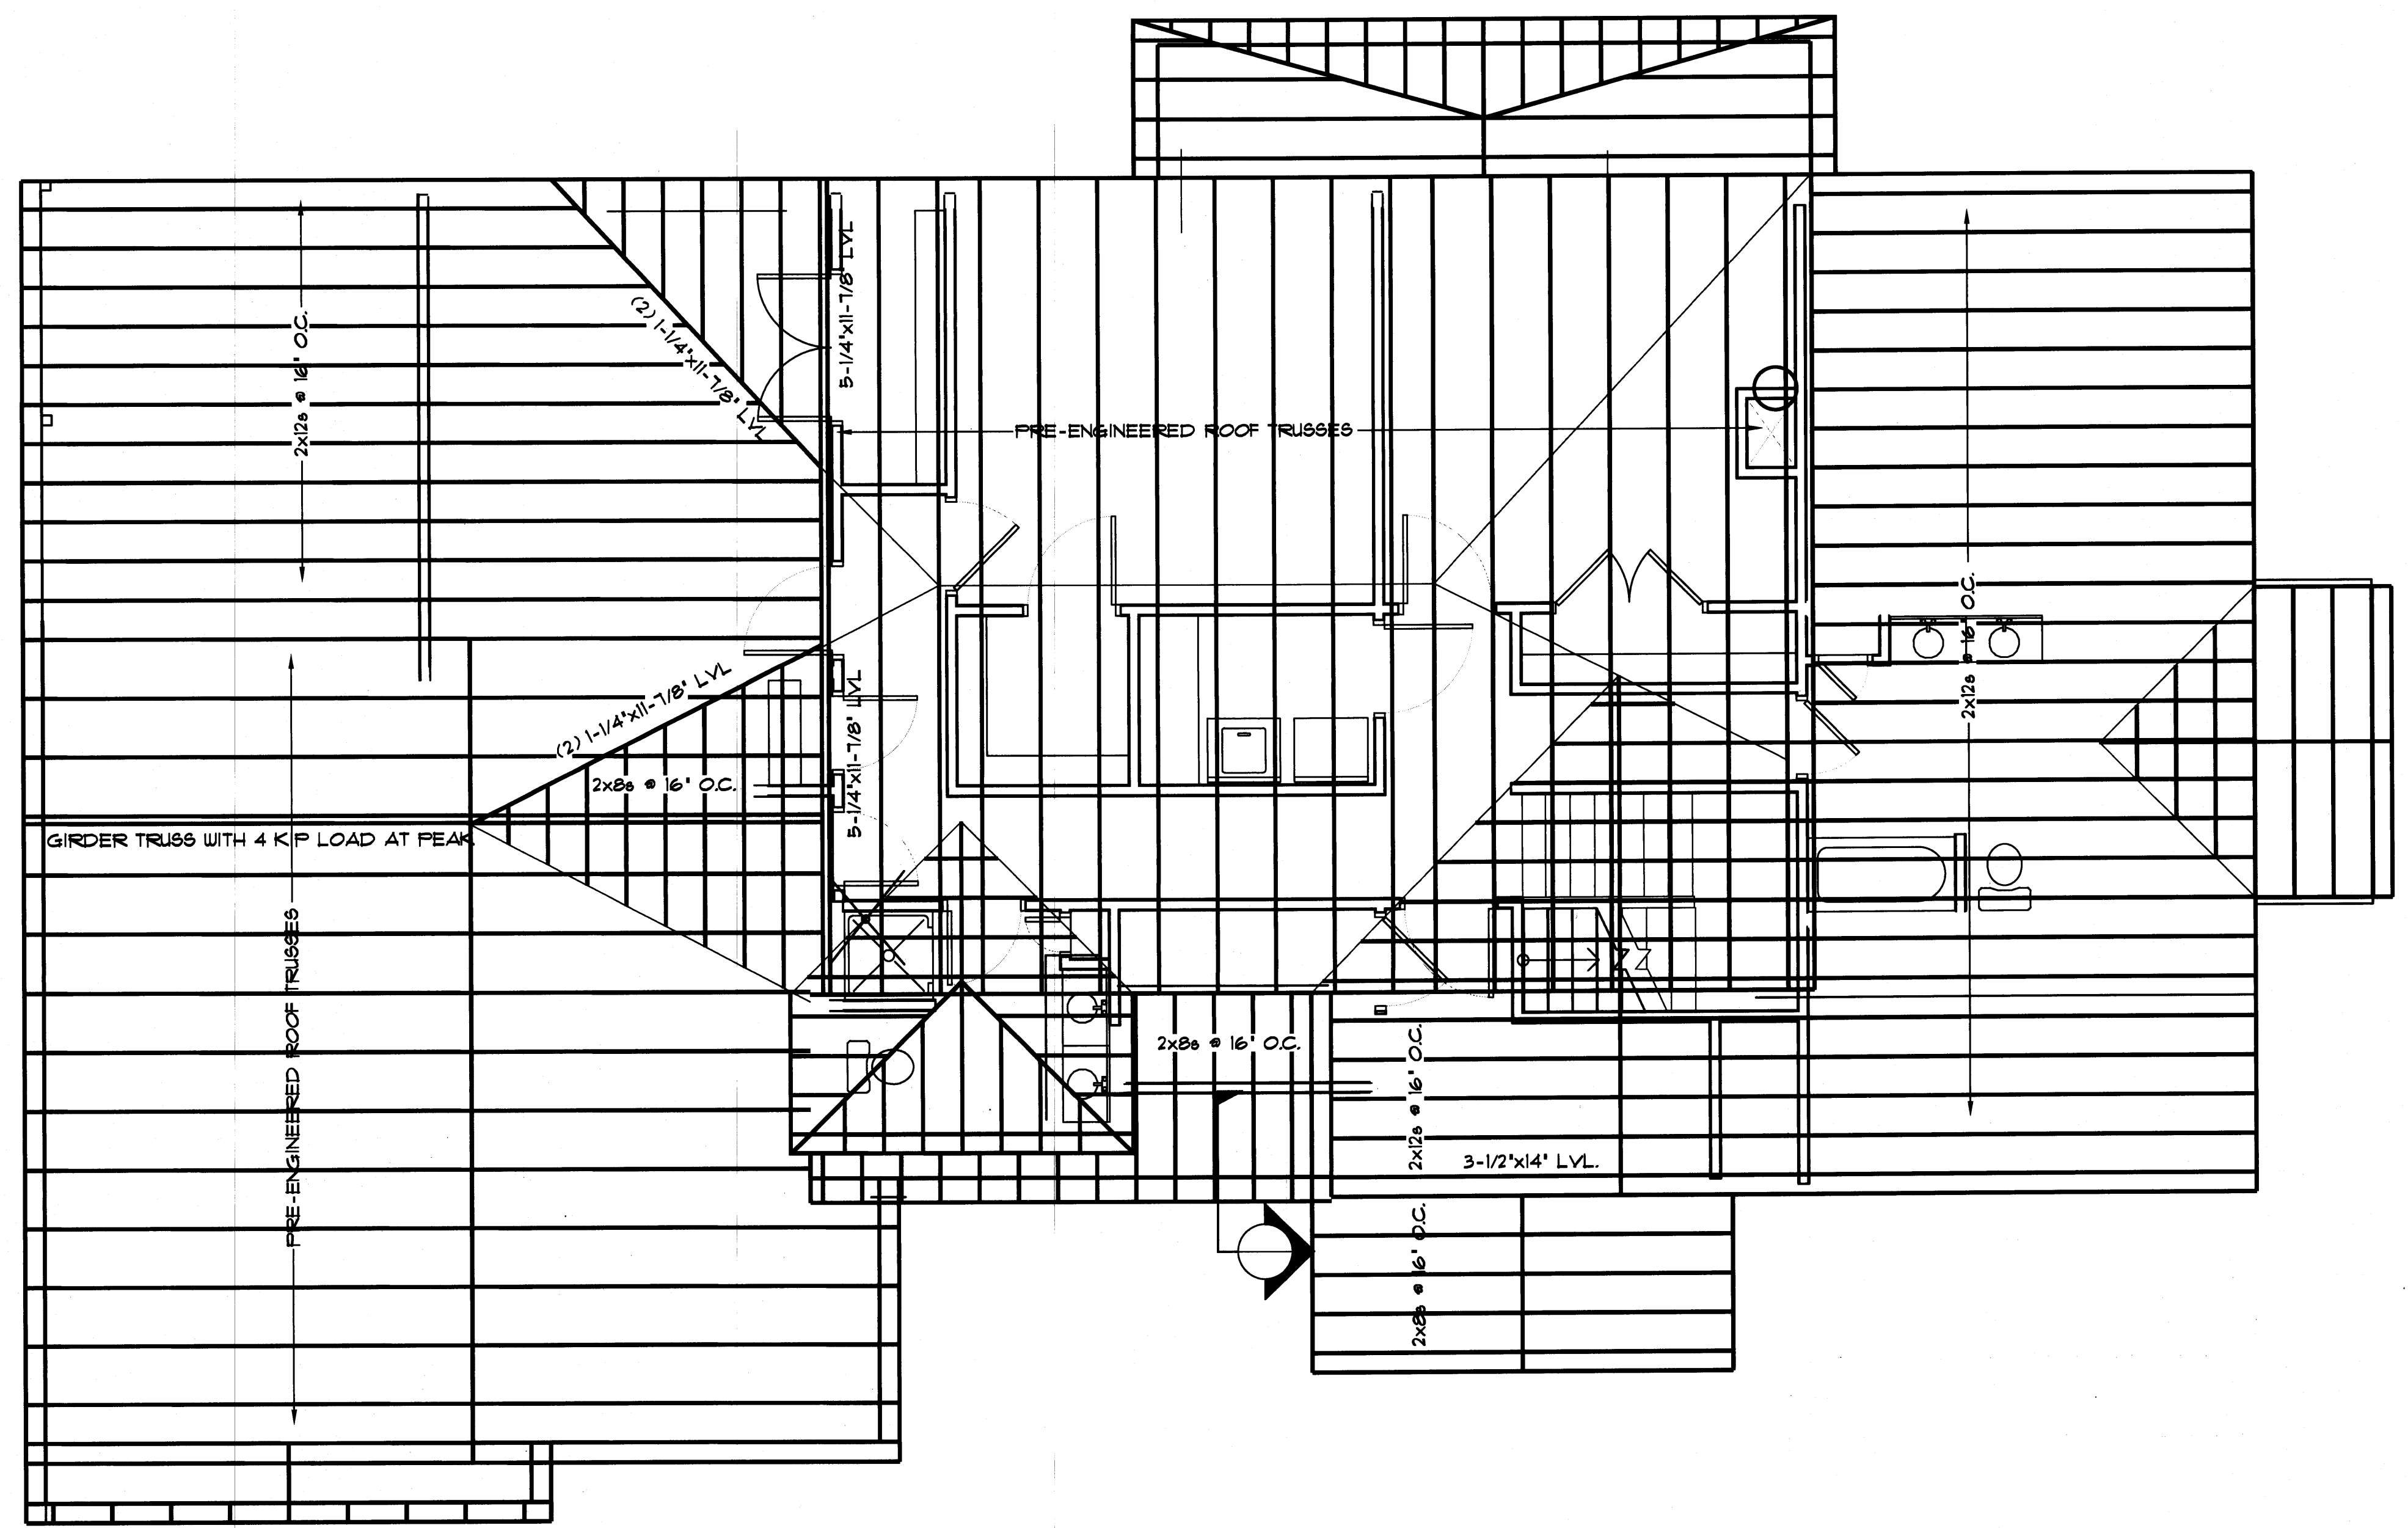 2x12s @ 16" O.C.
(2) 1-1/4"x11-7/8" LVL
5-1/4"x11-7/8" LVL
PRE-ENGINEERED ROOF TRUSSES
2x12s @ 16" O.C.
(2) 1-1/4"x11-7/8" LVL
2x8s @ 16" O.C.
5-1/4"x11-7/8" LVL
GIRDER TRUSS WITH 4 KIP LOAD AT PEAK
PRE-ENGINEERED ROOF TRUSSES
2x8s @ 16" O.C.
2x12s @ 16" O.C.
3-1/2"x14" LVL.
2x8s @ 16" O.C.